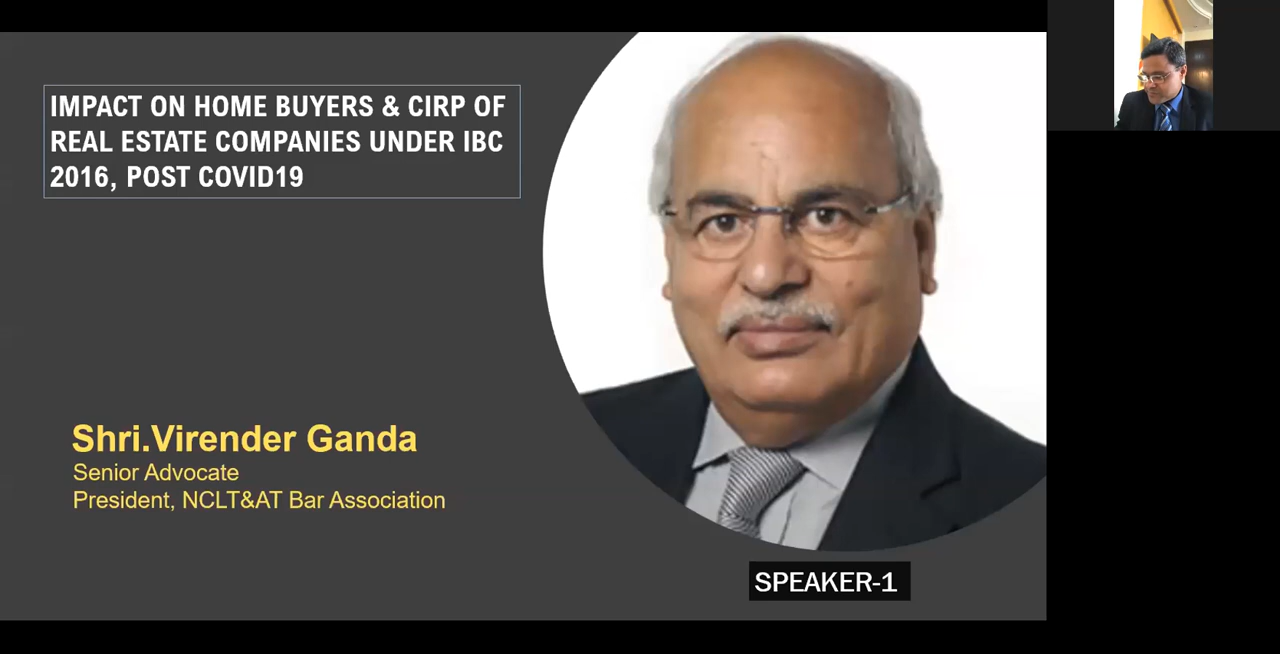 IMPACT ON HOME BUYERS & CIRP OF
REAL ESTATE COMPANIES UNDER IBC
2016, POST COVID19
Shri.Virender Ganda
Senior Advocate
President, NCLT&AT Bar Association
SPEAKER-1